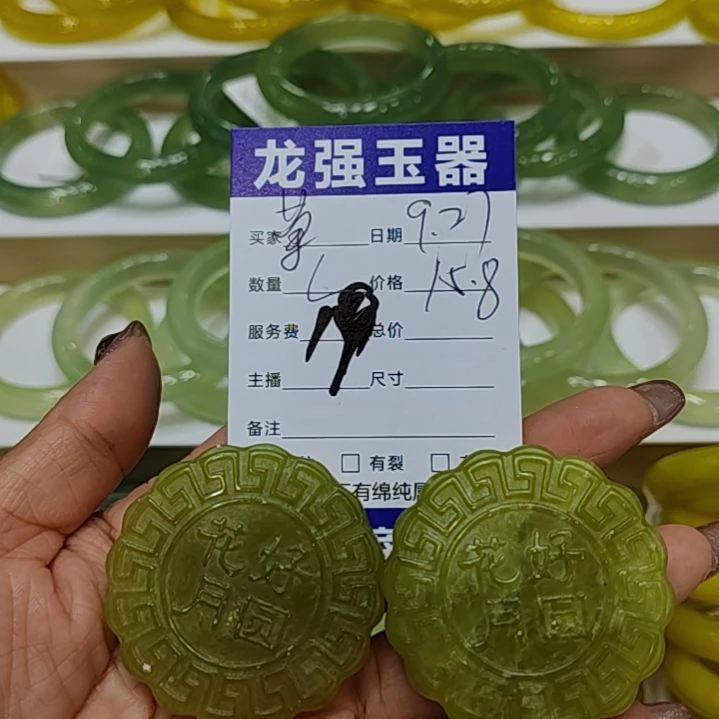 龙强玉器
买家 日期 9.27
数量 价格 15.8
服务费 总价
主播 尺寸
备注
□ 有裂 □
有绵纯属
花好
月圆
花好
月圆